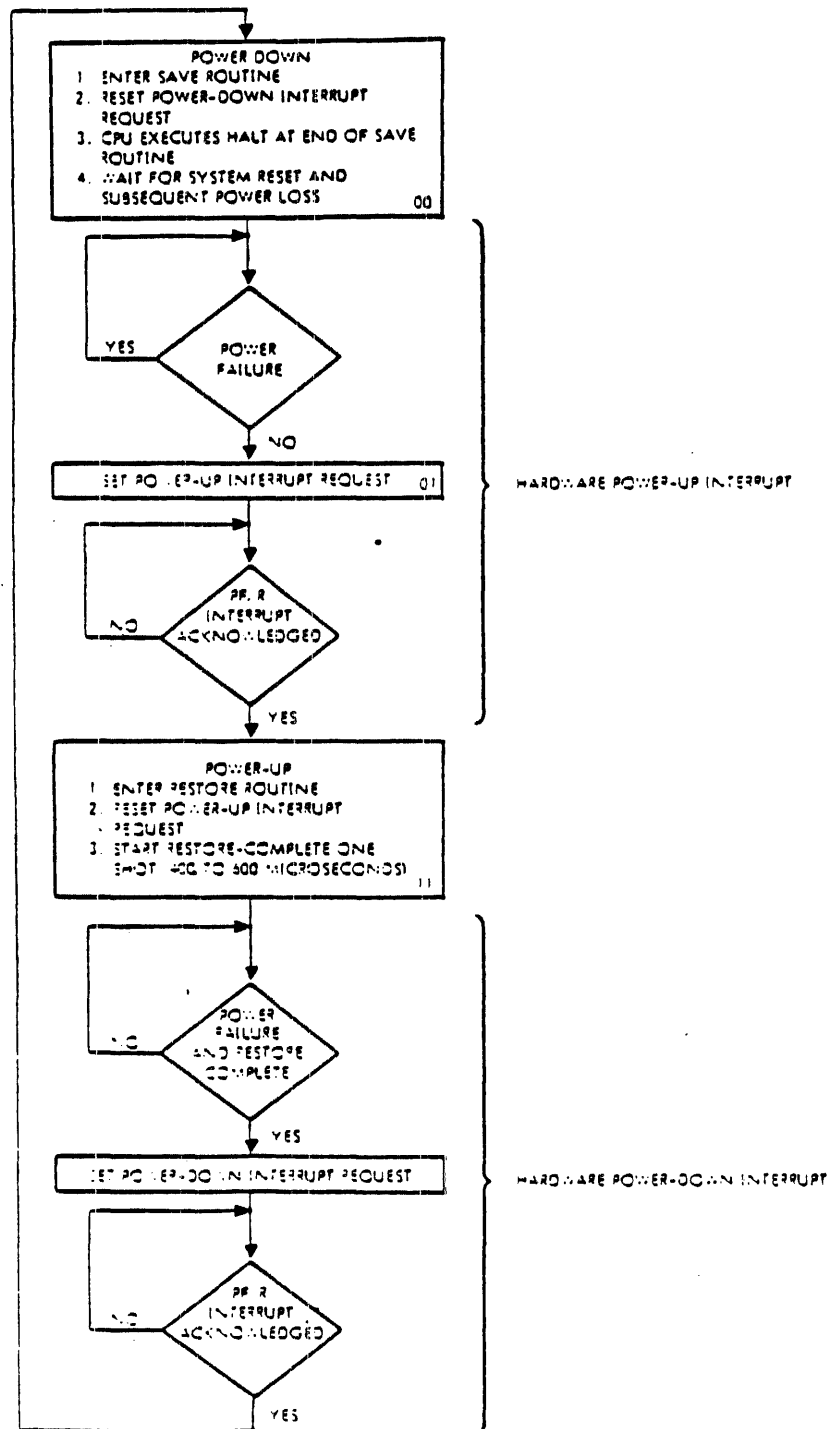 POWER DOWN
1 ENTER SAVE ROUTINE
2. RESET POWER-DOWN INTERRUPT
REQUEST
3. CPU EXECUTES HALT AT END OF SAVE
ROUTINE
4. WAIT FOR SYSTEM RESET AND
SUBSEQUENT POWER LOSS
00
YES
POWER
FAILURE
NO
SET POWER-UP INTERRUPT REQUEST 01
HARDWARE POWER-UP INTERRUPT
INTERRUPT
ACKNOWLEDGED
NO
YES
POWER-UP
1 ENTER RESTORE ROUTINE
2. RESET POWER-UP INTERRUPT
REQUEST
3. START RESTORE-COMPLETE ONE
SHOT 400 TO 600 MICROSECONDS)
11
POWER
FAILURE
AND RESTORE
COMPLETE
NO
YES
SET POWER-DOWN INTERRUPT REQUEST
HARDWARE POWER-DOWN INTERRUPT
INTERRUPT
ACKNOWLEDGED
NO
YES